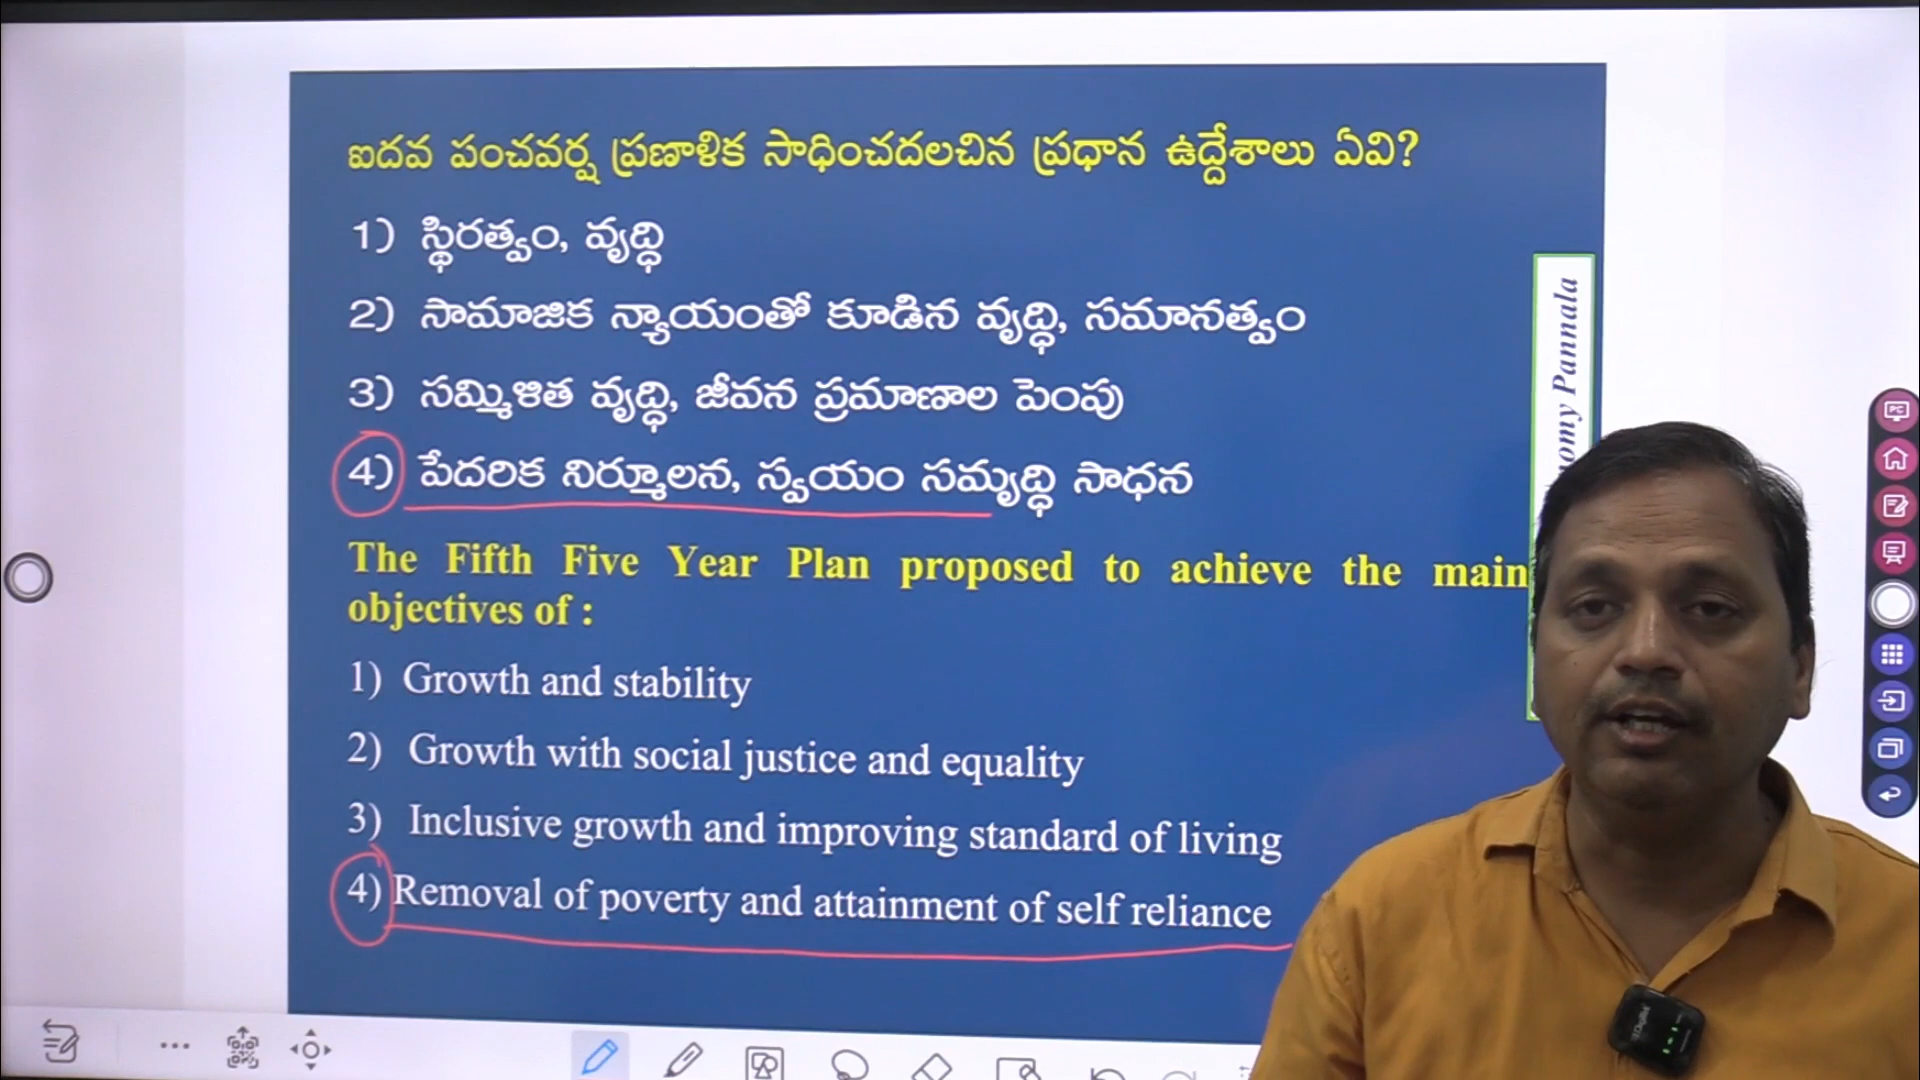 ఐదవ పంచవర్ష ప్రణాళిక సాధించదలచిన ప్రధాన ఉద్దేశాలు ఏవి?
1) స్థిరత్వం, వృద్ధి
2) సామాజిక న్యాయంతో కూడిన వృద్ధి, సమానత్వం
3) సమ్మిళిత వృద్ధి, జీవన ప్రమాణాల పెంపు
4) పేదరిక నిర్మూలన, స్వయం సమృద్ధి సాధన
The Fifth Five Year Plan proposed to achieve the main
objectives of :
1) Growth and stability
2) Growth with social justice and equality
3) Inclusive growth and improving standard of living
4) Removal of poverty and attainment of self reliance
Pannala
PC